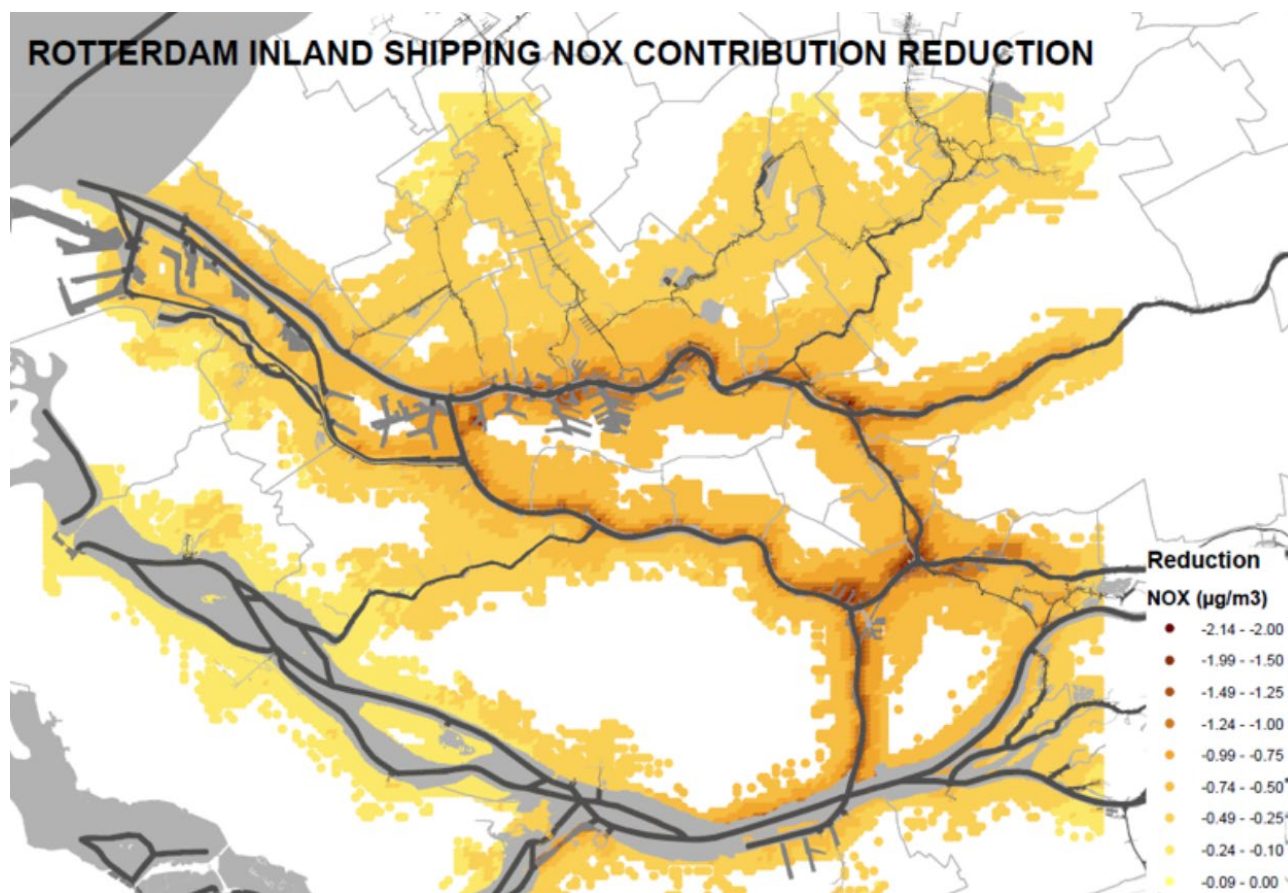 ROTTERDAM INLAND SHIPPING NOX CONTRIBUTION REDUCTION
Reduction
NOX (µg/m3)
-2.14 - -2.00
-1.99 - -1.50
-1.49 - -1.25
-1.24 - -1.00
-0.99 - -0.75
-0.74 - -0.50
-0.49 - -0.25
-0.24 - -0.10
-0.09 - 0.00